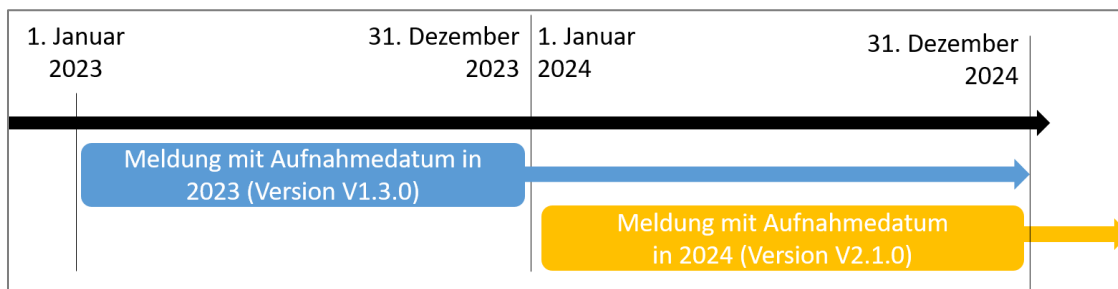 1. Januar
2023
31. Dezember
2023
1. Januar
2024
31. Dezember
2024
Meldung mit Aufnahmedatum in
2023 (Version V1.3.0)
Meldung mit Aufnahmedatum
in 2024 (Version V2.1.0)